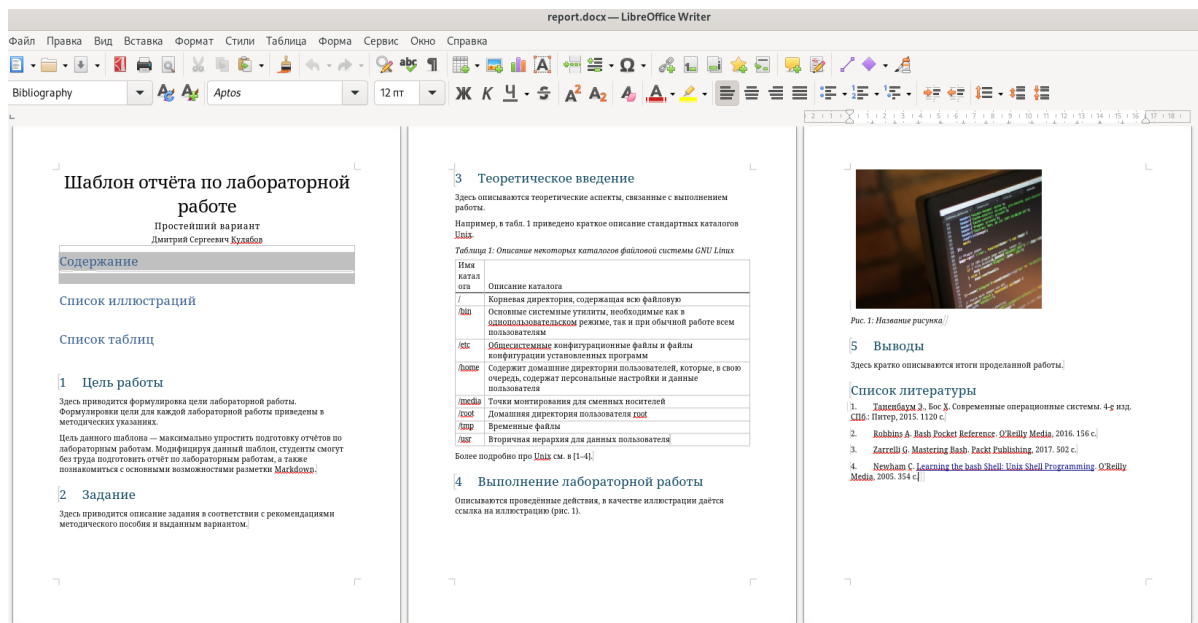 report.docx — LibreOffice Writer
Файл Правка Вид Вставка Формат Стили Таблица Форма Сервис Окно Справка
Bibliography Aptos 12 пт Ж К Ч S A² A₂
Шаблон отчёта по лабораторной
работе
Простейший вариант
Дмитрий Сергеевич Кулябов
Содержание
Список иллюстраций
Список таблиц
1 Цель работы
Здесь приводится формулировка цели лабораторной работы.
Формулировки цели для каждой лабораторной работы приведены в
методических указаниях.
Цель данного шаблона — максимально упростить подготовку отчётов по
лабораторным работам. Модифицируя данный шаблон, студенты смогут
без труда подготовить отчёт по лабораторным работам, а также
познакомиться с основными возможностями разметки Markdown.
2 Задание
Здесь приводится описание задания в соответствии с рекомендациями
методического пособия и выданным вариантом.
3 Теоретическое введение
Здесь описываются теоретические аспекты, связанные с выполнением
работы.
Например, в табл. 1 приведено краткое описание стандартных каталогов
Unix.
Таблица 1: Описание некоторых каталогов файловой системы GNU Linux
Имя
катал
ога Описание каталога
/ Корневая директория, содержащая всю файловую
/bin Основные системные утилиты, необходимые как в
однопользовательском режиме, так и при обычной работе всем
пользователям
/etc Общесистемные конфигурационные файлы и файлы
конфигурации установленных программ
/home Содержит домашние директории пользователей, которые, в свою
очередь, содержат персональные настройки и данные
пользователя
/media Точки монтирования для сменных носителей
/root Домашняя директория пользователя root
/tmp Временные файлы
/usr Вторичная иерархия для данных пользователя
Более подробно про Unix см. в [1–4].
4 Выполнение лабораторной работы
Описываются проведённые действия, в качестве иллюстрации даётся
ссылка на иллюстрацию (рис. 1).
Рис. 1: Название рисунка
5 Выводы
Здесь кратко описываются итоги проделанной работы.
Список литературы
1. Таненбаум Э., Бос Х. Современные операционные системы. 4-е изд.
СПб.: Питер, 2015. 1120 с.
2. Robbins A. Bash Pocket Reference. O'Reilly Media, 2016. 156 с.
3. Zarrelli G. Mastering Bash. Packt Publishing, 2017. 502 с.
4. Newham C. Learning the bash Shell: Unix Shell Programming. O'Reilly
Media, 2005. 354 с.